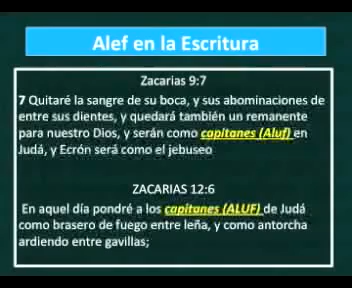 Alef en la Escritura
Zacarias 9:7
7 Quitaré la sangre de su boca, y sus abominaciones de
entre sus dientes, y quedará también un remanente
para nuestro Dios, y serán como capitanes (Aluf) en
Judá, y Ecrón será como el jebuseo
ZACARIAS 12:6
En aquel día pondré a los capitanes (ALUF) de Judá
como brasero de fuego entre leña, y como antorcha
ardiendo entre gavillas;